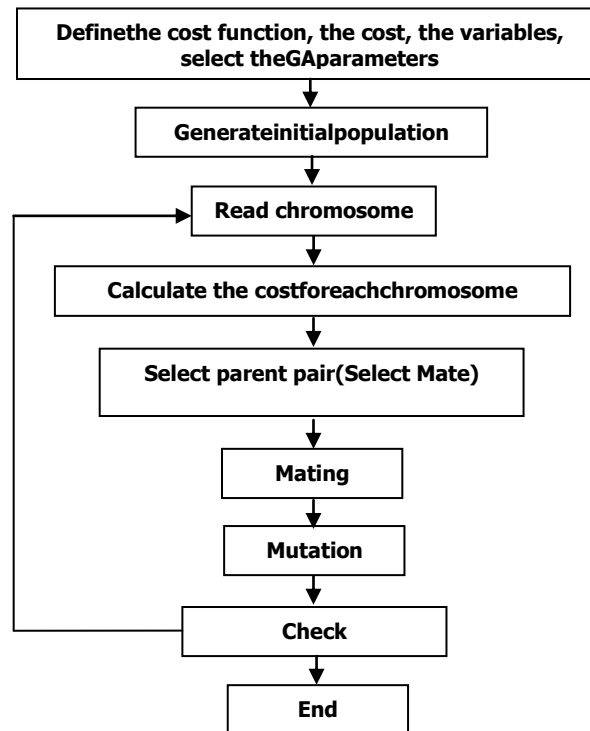 Definethe cost function, the cost, the variables,
select theGAparameters
Generateinitialpopulation
Read chromosome
Calculate the costforeachchromosome
Select parent pair(Select Mate)
Mating
Mutation
Check
End